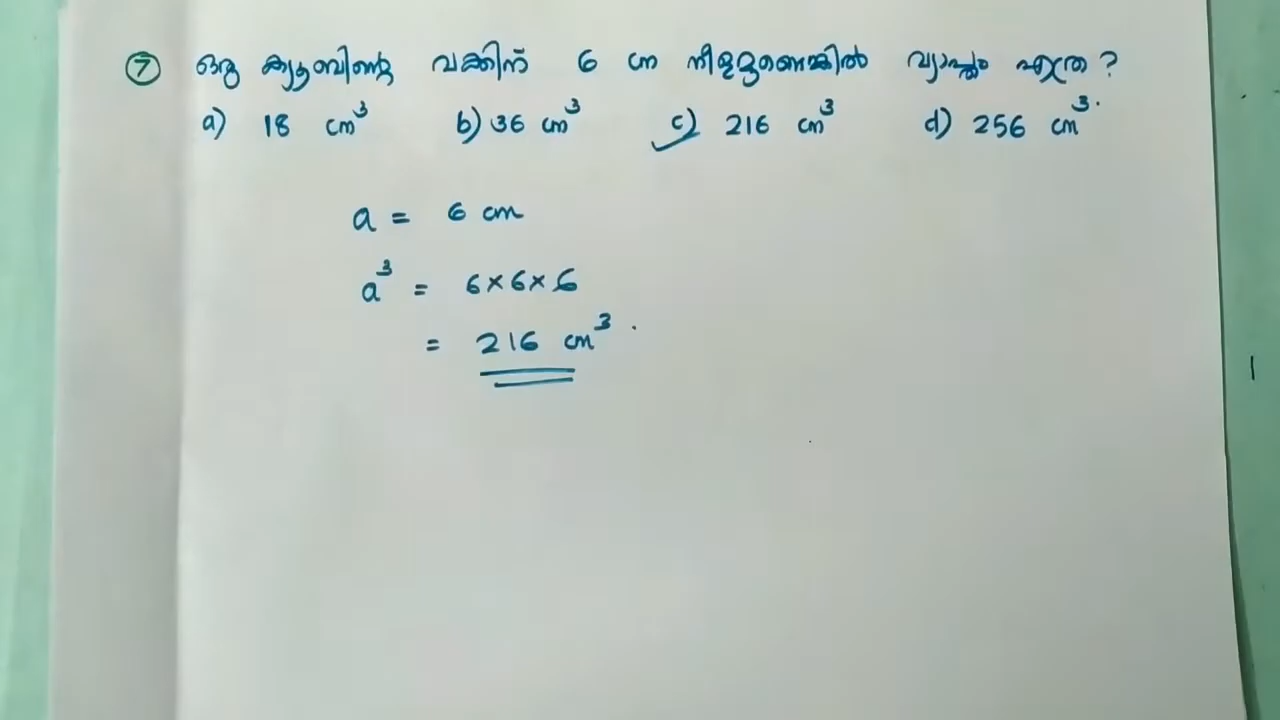 ⑦ ഒരു ക്യൂബിന്റെ വക്കിന് 6 cm നീളമുണ്ടെങ്കിൽ വ്യാപ്തം എത്ര ?
a) 18 cm³ b) 36 cm³ c) 216 cm³ d) 256 cm³.
a = 6 cm
a³ = 6×6×6
= 216 cm³.